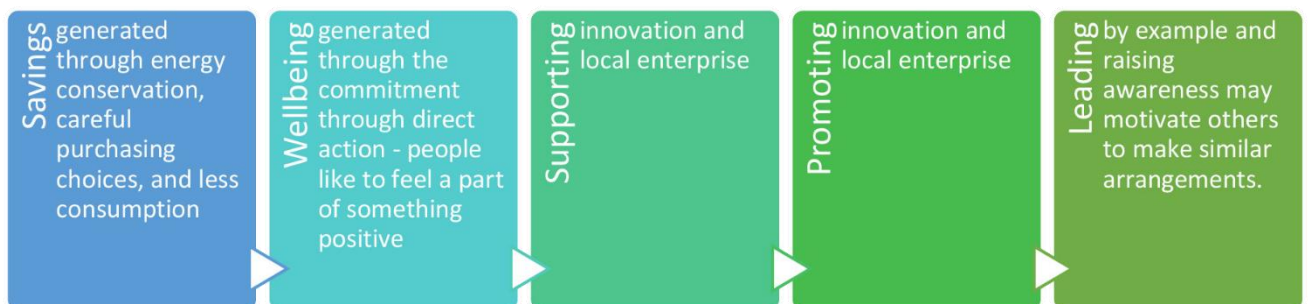 Savings
generated
through energy
conservation,
careful
purchasing
choices, and less
consumption
Wellbeing
generated
through the
commitment
through direct
action - people
like to feel a part
of something
positive
Supporting
innovation and
local enterprise
Promoting
innovation and
local enterprise
Leading
by example and
raising
awareness may
motivate others
to make similar
arrangements.